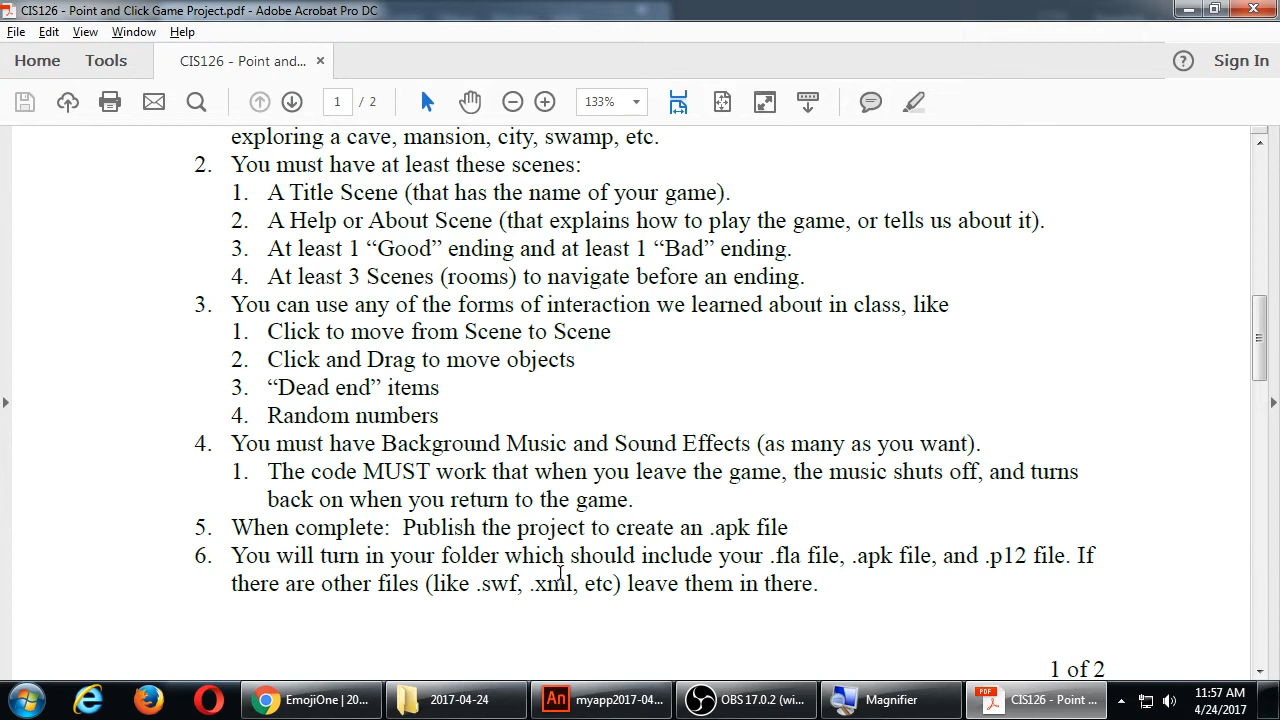 CIS126 - Point and Click Game Project.pdf - Adobe Acrobat Pro DC
File Edit View Window Help
Home Tools CIS126 - Point and... × ? Sign In
1 / 2 133%
exploring a cave, mansion, city, swamp, etc.
2. You must have at least these scenes:
1. A Title Scene (that has the name of your game).
2. A Help or About Scene (that explains how to play the game, or tells us about it).
3. At least 1 “Good” ending and at least 1 “Bad” ending.
4. At least 3 Scenes (rooms) to navigate before an ending.
3. You can use any of the forms of interaction we learned about in class, like
1. Click to move from Scene to Scene
2. Click and Drag to move objects
3. “Dead end” items
4. Random numbers
4. You must have Background Music and Sound Effects (as many as you want).
1. The code MUST work that when you leave the game, the music shuts off, and turns
back on when you return to the game.
5. When complete:  Publish the project to create an .apk file
6. You will turn in your folder which should include your .fla file, .apk file, and .p12 file. If
there are other files (like .swf, .xml, etc) leave them in there.
1 of 2
EmojiOne | 20... 2017-04-24 An myapp2017-04-... OBS 17.0.2 (wi... Magnifier PDF CIS126 - Point ... 11:57 AM
4/24/2017